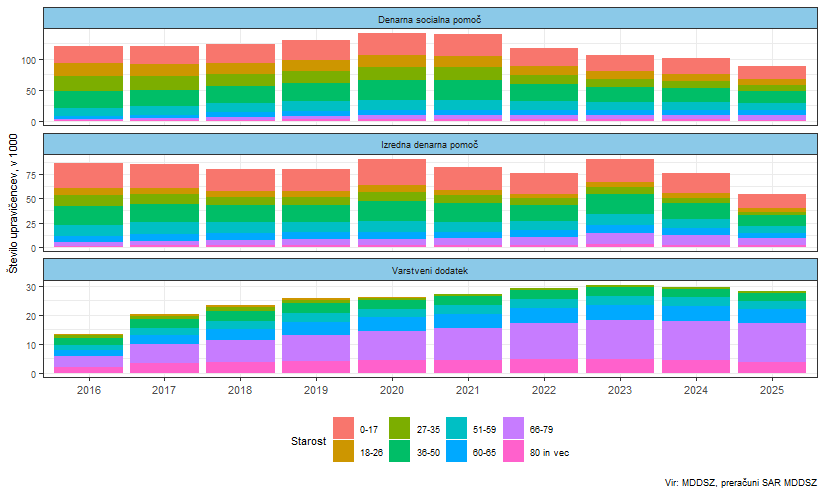 Denarna socialna pomoč
100
50
0
Izredna denarna pomoč
75
50
25
0
Varstveni dodatek
30
20
10
0
Število upravičencev, v 1000
2016 2017 2018 2019 2020 2021 2022 2023 2024 2025
Starost
0-17 27-35 51-59 66-79
18-26 36-50 60-65 80 in vec
Vir: MDDSZ, preračuni SAR MDDSZ